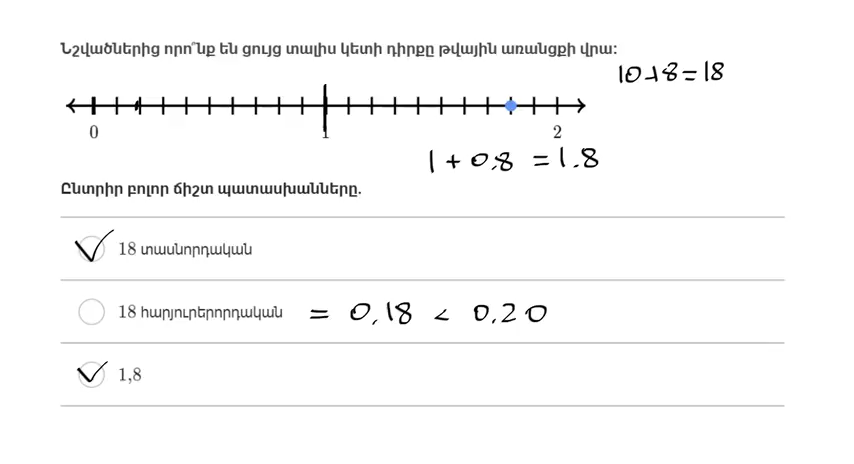 Նշվածներից որո՞նք են ցույց տալիս կետի դիրքը թվային առանցքի վրա:
10+8=18
0 1 2
1 + 0.8 = 1.8
Ընտրիր բոլոր ճիշտ պատասխանները.
18 տասնորդական
18 հարյուրերորդական = 0.18 < 0.20
1,8